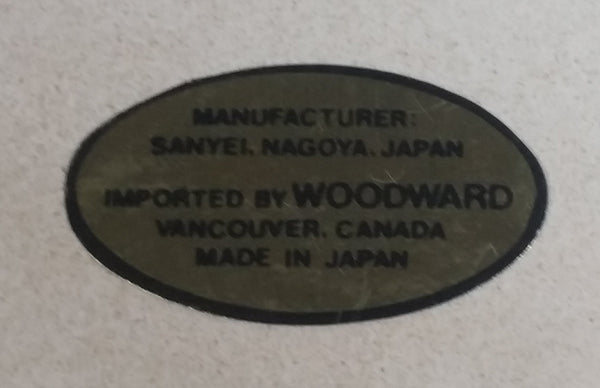 MANUFACTURER:
SANYEI. NAGOYA. JAPAN
IMPORTED BY WOODWARD
VANCOUVER. CANADA
MADE IN JAPAN